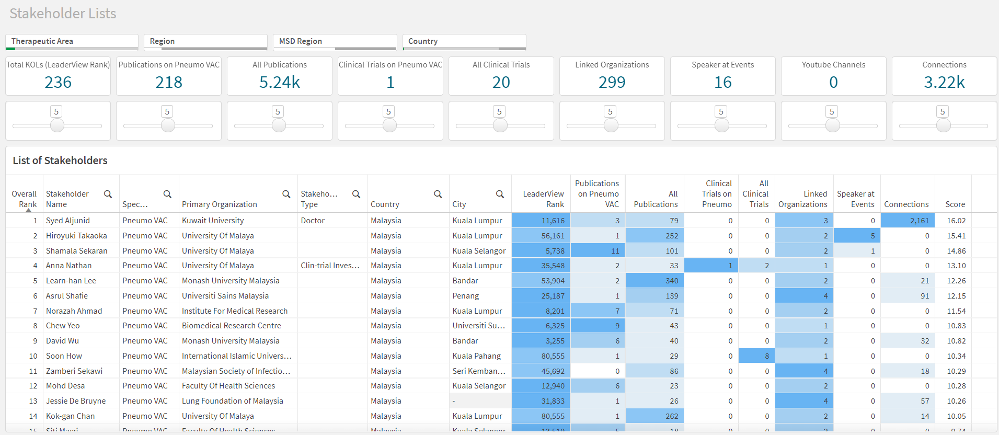 Stakeholder Lists
Therapeutic Area Region MSD Region Country
Total KOLs (LeaderView Rank) Publications on Pneumo VAC All Publications Clinical Trials on Pneumo VAC All Clinical Trials Linked Organizations Speaker at Events Youtube Channels Connections
236 218 5.24k 1 20 299 16 0 3.22k
5 5 5 5 5 5 5 5 5
List of Stakeholders
Overall Rank Stakeholder Name Spec... Primary Organization Stakeho... Type Country City LeaderView Rank Publications on Pneumo VAC All Publications Clinical Trials on Pneumo All Clinical Trials Linked Organizations Speaker at Events Connections Score
1 Syed Aljunid Pneumo VAC Kuwait University Doctor Malaysia Kuala Lumpur 11,616 3 79 0 0 3 0 2,161 16.02
2 Hiroyuki Takaoka Pneumo VAC University Of Malaya Malaysia Kuala Lumpur 56,161 1 252 0 0 2 5 0 15.41
3 Shamala Sekaran Pneumo VAC University Of Malaya Malaysia Kuala Selangor 5,738 11 101 0 0 2 1 0 14.86
4 Anna Nathan Pneumo VAC University Of Malaya Clin-trial Inves... Malaysia Kuala Lumpur 35,548 2 33 1 2 1 0 0 13.10
5 Learn-han Lee Pneumo VAC Monash University Malaysia Malaysia Bandar 53,904 2 340 0 0 2 0 21 12.26
6 Asrul Shafie Pneumo VAC Universiti Sains Malaysia Malaysia Penang 25,187 1 139 0 0 4 0 91 12.15
7 Norazah Ahmad Pneumo VAC Institute For Medical Research Malaysia Kuala Lumpur 8,201 7 71 0 0 2 0 0 11.54
8 Chew Yeo Pneumo VAC Biomedical Research Centre Malaysia Universiti Su... 6,325 9 43 0 0 1 0 0 10.83
9 David Wu Pneumo VAC Monash University Malaysia Malaysia Bandar 3,255 6 40 0 0 2 0 32 10.82
10 Soon How Pneumo VAC International Islamic Univers... Malaysia Kuala Pahang 80,555 1 29 0 8 1 0 0 10.34
11 Zamberi Sekawi Pneumo VAC Malaysian Society of Infectio... Malaysia Seri Kemban... 45,692 0 86 0 0 4 0 18 10.29
12 Mohd Desa Pneumo VAC Faculty Of Health Sciences Malaysia Kuala Selangor 12,940 6 23 0 0 2 0 0 10.28
13 Jessie De Bruyne Pneumo VAC Lung Foundation of Malaysia Malaysia - 31,833 1 26 0 0 4 0 57 10.26
14 Kok-gan Chan Pneumo VAC University Of Malaya Malaysia Kuala Lumpur 80,555 1 262 0 0 2 0 14 10.05
15 Siti Masri Pneumo VAC Faculty Of Health Sciences Malaysia Kuala Selangor 13,519 5 18 0 0 2 0 0 9.74